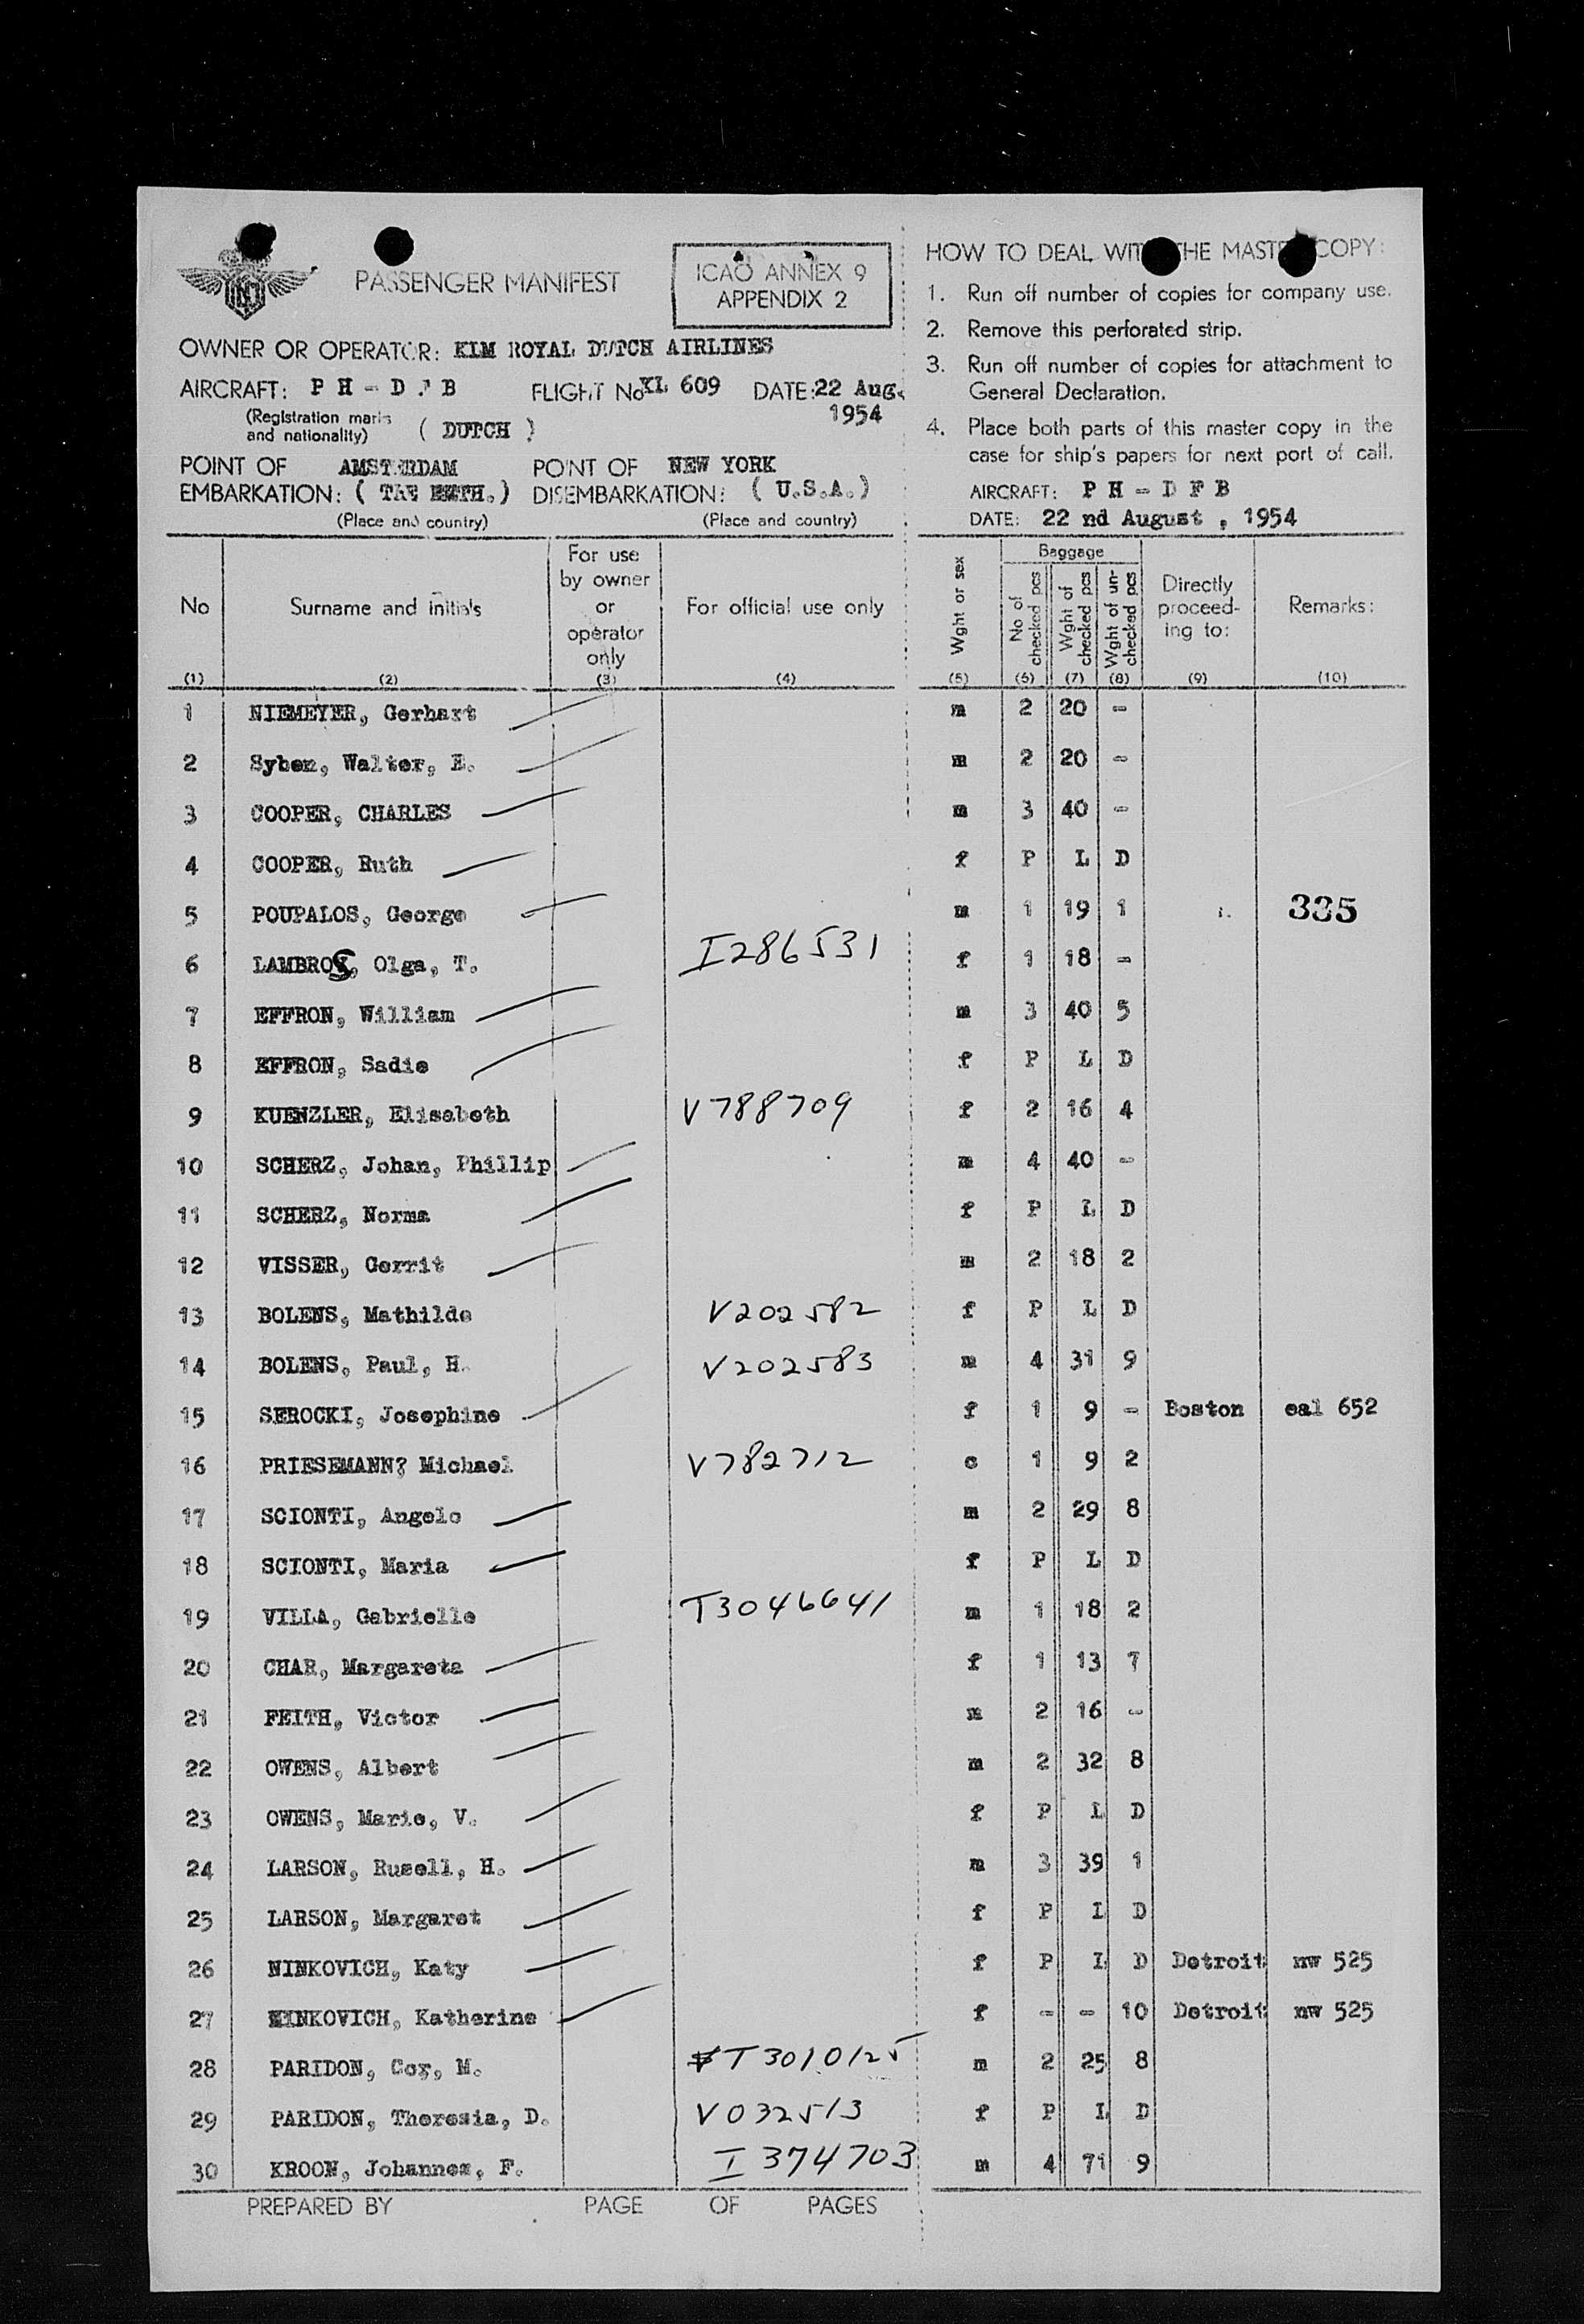 PASSENGER MANIFEST
ICAO ANNEX 9
APPENDIX 2
OWNER OR OPERATOR: KLM ROYAL DUTCH AIRLINES
AIRCRAFT: P H - D F B FLIGHT No KL 609 DATE: 22 Aug.
1954
(Registration marks
and nationality) ( DUTCH )
POINT OF AMSTERDAM POINT OF NEW YORK
EMBARKATION: ( THE NETH. ) DISEMBARKATION: ( U.S.A. )
(Place and country) (Place and country)
HOW TO DEAL WITH THE MASTER COPY:
1. Run off number of copies for company use.
2. Remove this perforated strip.
3. Run off number of copies for attachment to
General Declaration.
4. Place both parts of this master copy in the
case for ship's papers for next port of call.
AIRCRAFT: P H - D F B
DATE: 22 nd August , 1954
No Surname and initials For use by owner or operator only For official use only Wght or sex Baggage No of checked pcs Wght of checked pcs Wght of un-checked pcs Directly proceed-ing to: Remarks:
(1) (2) (3) (4) (5) (6) (7) (8) (9) (10)
1 NIEMEYER, Gerhart m 2 20 -
2 Syben, Walter, E. m 2 20 -
3 COOPER, CHARLES m 3 40 -
4 COOPER, Ruth f P L D
5 POUPALOS, George m 1 19 1 335
6 LAMBROS, Olga, T. I286531 f 1 18 -
7 EFFRON, William m 3 40 5
8 EFFRON, Sadie f P L D
9 KUENZLER, Elisabeth V788709 f 2 16 4
10 SCHERZ, Johan, Phillip m 4 40 -
11 SCHERZ, Norma f P L D
12 VISSER, Gerrit m 2 18 2
13 BOLENS, Mathilde V202582 f P L D
14 BOLENS, Paul, H. V202583 m 4 31 9
15 SEROCKI, Josephine f 1 9 - Boston eal 652
16 PRIESEMANN? Michael V782712 c 1 9 2
17 SCIONTI, Angelo m 2 29 8
18 SCIONTI, Maria f P L D
19 VILLA, Gabrielle T3046641 m 1 18 2
20 CHAR, Margareta f 1 13 7
21 FEITH, Victor m 2 16 -
22 OWENS, Albert m 2 32 8
23 OWENS, Marie, V. f P L D
24 LARSON, Rusell, H. m 3 39 1
25 LARSON, Margaret f P L D
26 NINKOVICH, Katy f P L D Detroit nw 525
27 NINKOVICH, Katherine f - - 10 Detroit nw 525
28 PARIDON, Cor, M. T3010125 m 2 25 8
29 PARIDON, Theresia, D. V032513 f P L D
30 KROON, Johannes, F. I 374703 m 4 71 9
PREPARED BY PAGE OF PAGES